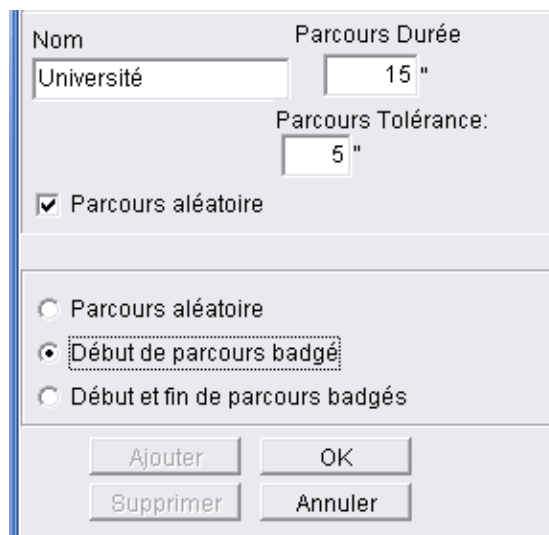 Nom
Parcours Durée
Université
15 "
Parcours Tolérance:
5 "
Parcours aléatoire
Parcours aléatoire
Début de parcours badgé
Début et fin de parcours badgés
Ajouter
OK
Supprimer
Annuler